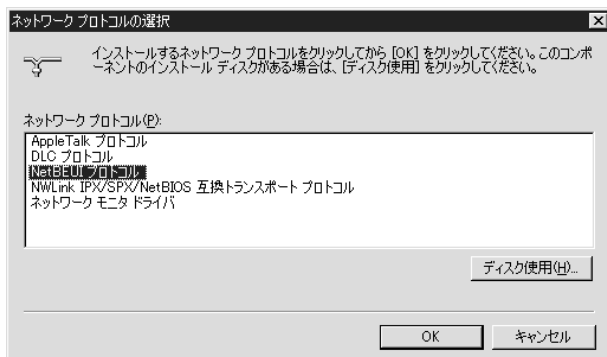 ネットワーク プロトコルの選択
インストールするネットワーク プロトコルをクリックしてから [OK] をクリックしてください。このコンポ
ーネントのインストール ディスクがある場合は、[ディスク使用] をクリックしてください。
ネットワーク プロトコル(P):
AppleTalk プロトコル
DLC プロトコル
NetBEUI プロトコル
NWLink IPX/SPX/NetBIOS 互換トランスポート プロトコル
ネットワーク モニタ ドライバ
ディスク使用(H)...
OK
キャンセル